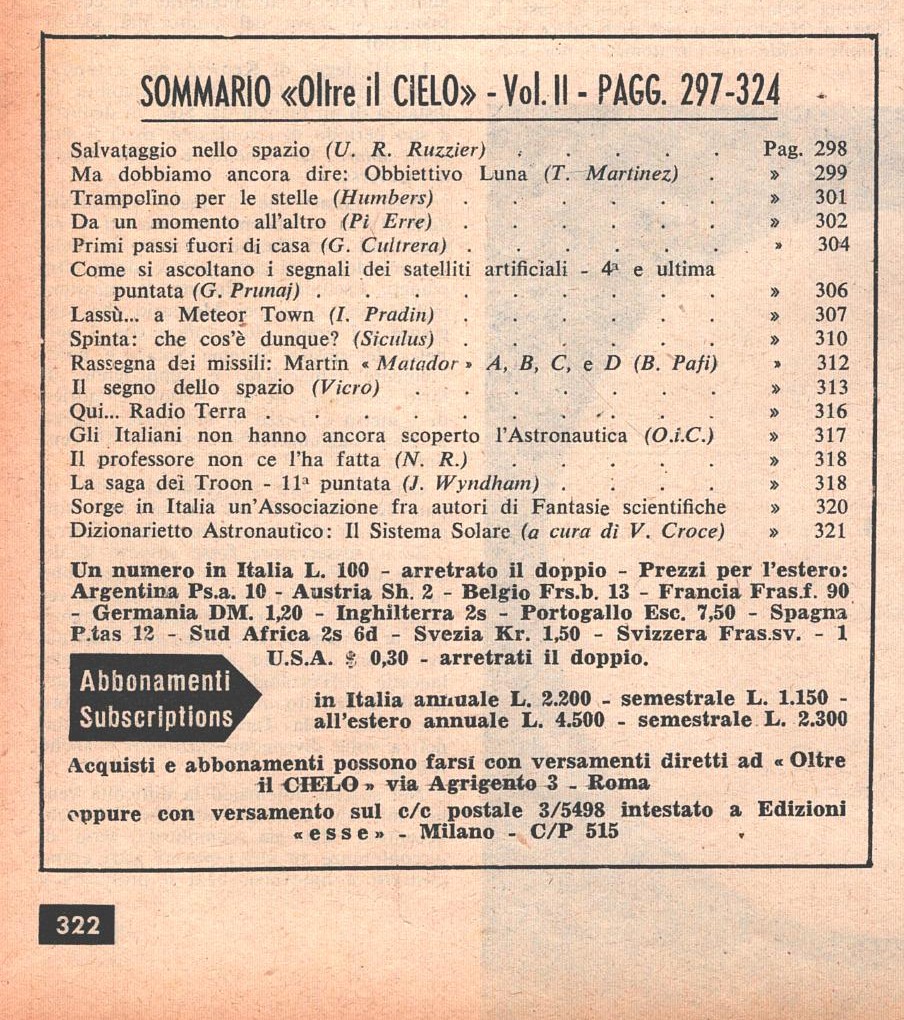 SOMMARIO «Oltre il CIELO» - Vol. II - PAGG. 297-324
Salvataggio nello spazio (U. R. Ruzzier) . . . . . Pag. 298
Ma dobbiamo ancora dire: Obbiettivo Luna (T. Martinez) . » 299
Trampolino per le stelle (Humbers) . . . . . . » 301
Da un momento all'altro (Pi Erre) . . . . . . » 302
Primi passi fuori di casa (G. Cultrera) . . . . . . » 304
Come si ascoltano i segnali dei satelliti artificiali - 4ª e ultima
puntata (G. Prunaj) . . . . . . . . . » 306
Lassù... a Meteor Town (I. Pradin) . . . . . . » 307
Spinta: che cos'è dunque? (Siculus) . . . . . . » 310
Rassegna dei missili: Martin «Matador» A, B, C, e D (B. Pafi) » 312
Il segno dello spazio (Vicro) . . . . . . . » 313
Qui... Radio Terra . . . . . . . . . . » 316
Gli Italiani non hanno ancora scoperto l'Astronautica (O.i.C.) » 317
Il professore non ce l'ha fatta (N. R.) . . . . . » 318
La saga dei Troon - 11ª puntata (J. Wyndham) . . . . » 318
Sorge in Italia un'Associazione fra autori di Fantasie scientifiche » 320
Dizionarietto Astronautico: Il Sistema Solare (a cura di V. Croce) » 321
Un numero in Italia L. 100 - arretrato il doppio - Prezzi per l'estero:
Argentina Ps.a. 10 - Austria Sh. 2 - Belgio Frs.b. 13 - Francia Fras.f. 90
- Germania DM. 1,20 - Inghilterra 2s - Portogallo Esc. 7,50 - Spagna
P.tas 12 - Sud Africa 2s 6d - Svezia Kr. 1,50 - Svizzera Fras.sv. - 1
U.S.A. $ 0,30 - arretrati il doppio.
Abbonamenti
Subscriptions
in Italia annuale L. 2.200 - semestrale L. 1.150 -
all'estero annuale L. 4.500 - semestrale L. 2.300
Acquisti e abbonamenti possono farsi con versamenti diretti ad «Oltre
il CIELO» via Agrigento 3 - Roma
oppure con versamento sul c/c postale 3/5498 intestato a Edizioni
«esse» - Milano - C/P 515
322